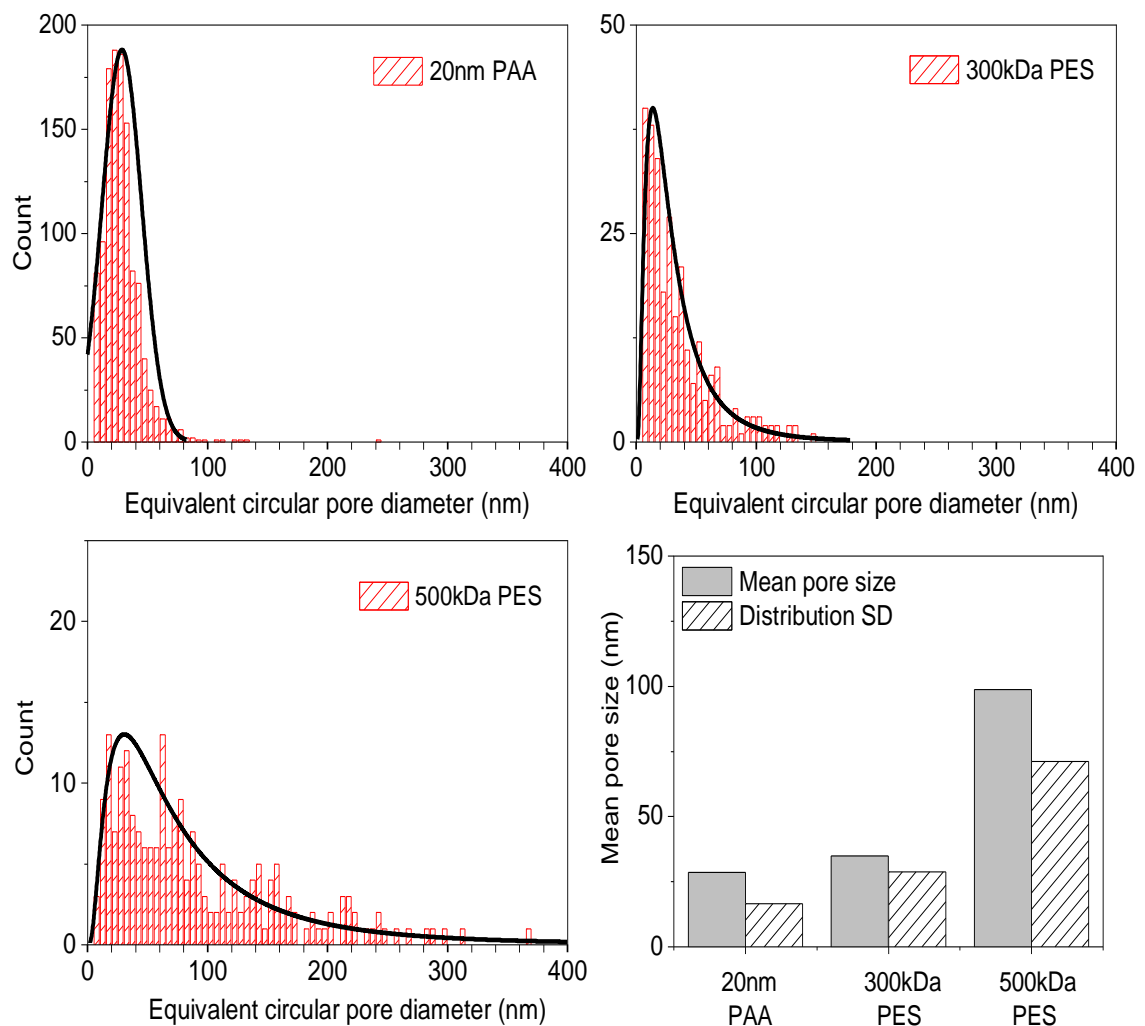 200
150
100
50
0
Count
20nm PAA
0 100 200 300 400
Equivalent circular pore diameter (nm)
50
25
0
300kDa PES
0 100 200 300 400
Equivalent circular pore diameter (nm)
20
10
0
Count
500kDa PES
0 100 200 300 400
Equivalent circular pore diameter (nm)
150
100
50
0
Mean pore size (nm)
Mean pore size
Distribution SD
20nm PAA
300kDa PES
500kDa PES